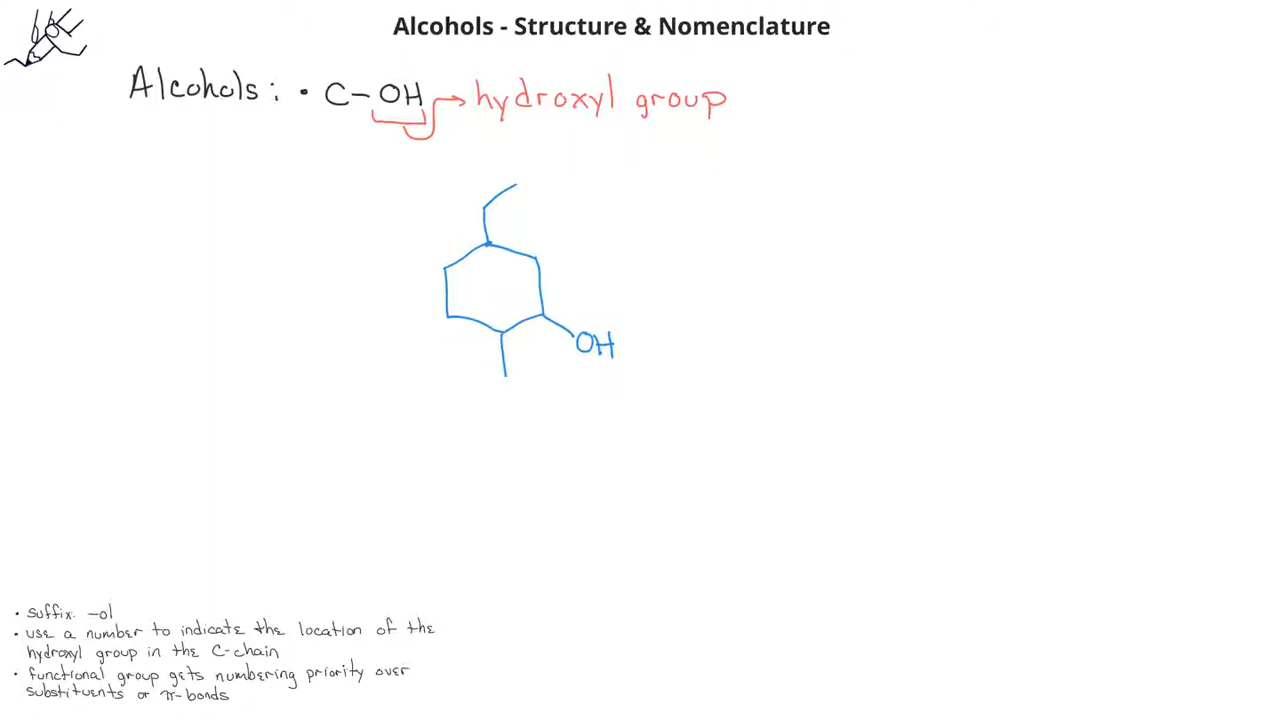 Alcohols - Structure & Nomenclature
Alcohols: • C-OH → hydroxyl group
OH
• suffix: -ol
• use a number to indicate the location of the
hydroxyl group in the C-chain
• functional group gets numbering priority over
substituents or π-bonds